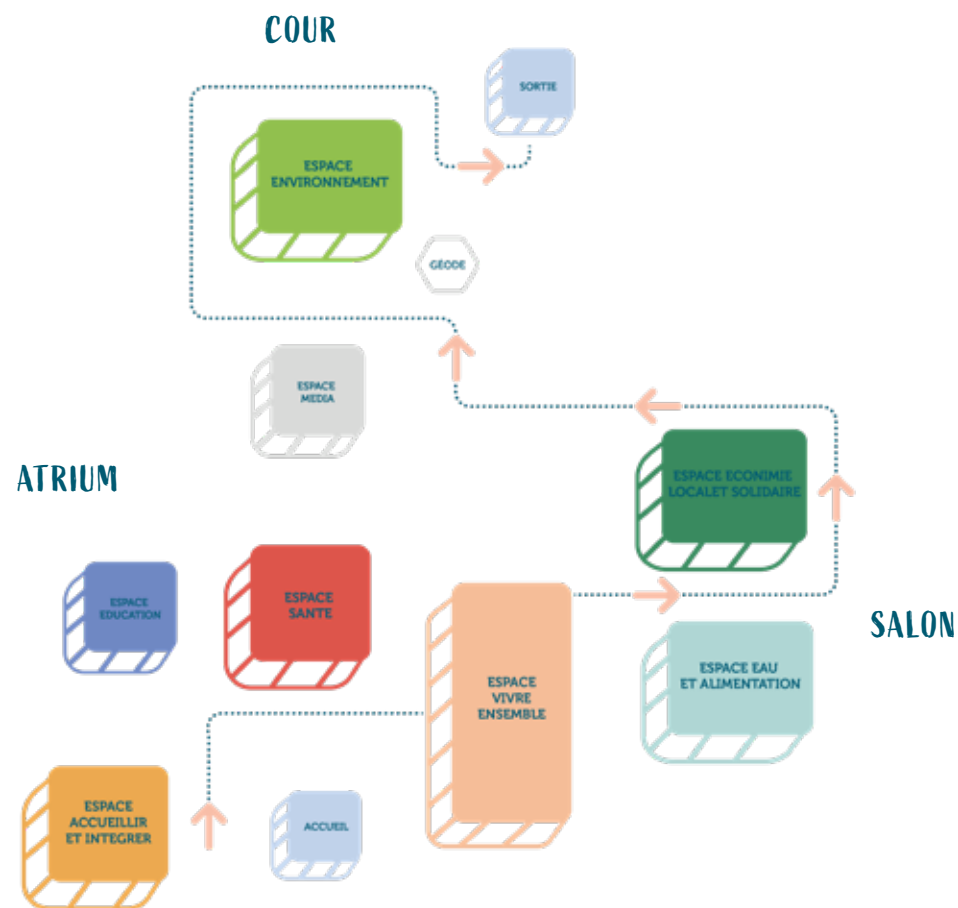 COUR
SORTIE
ESPACE
ENVIRONNEMENT
GEODE
ESPACE
MEDIA
ATRIUM
ESPACE ECONIMIE
LOCALET SOLIDAIRE
ESPACE
EDUCATION
ESPACE
SANTE
SALON
ESPACE EAU
ET ALIMENTATION
ESPACE
VIVRE
ENSEMBLE
ESPACE
ACCUEILLIR
ET INTEGRER
ACCUEIL